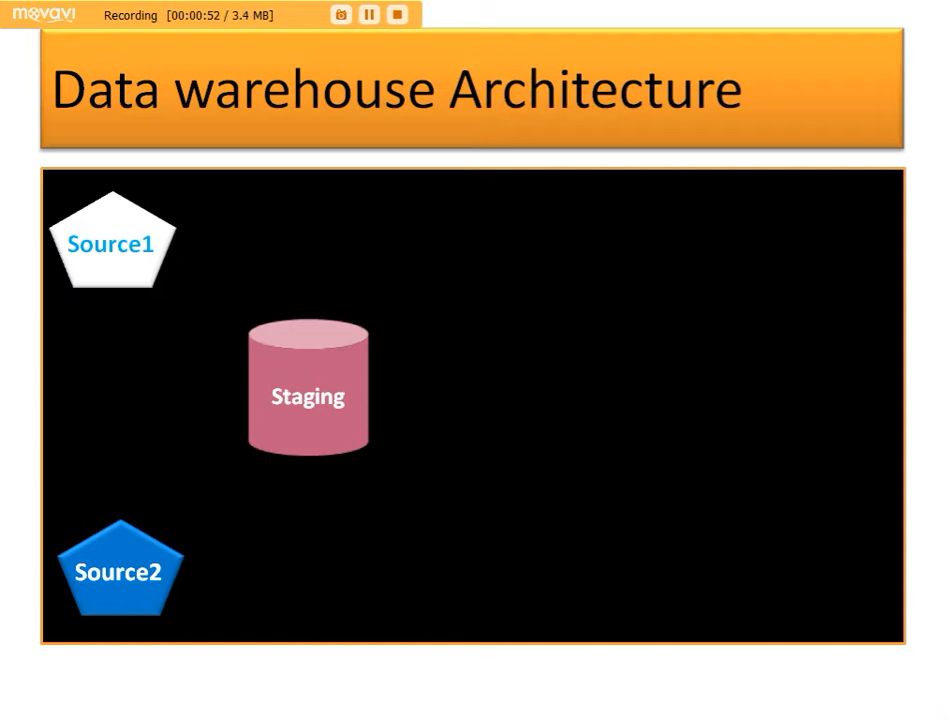 movavi Recording [00:00:52 / 3.4 MB]
Data warehouse Architecture
Source1
Staging
Source2